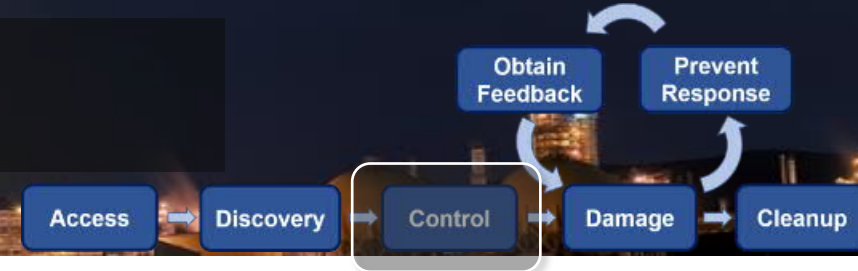 Obtain
Feedback
Prevent
Response
Access
Discovery
Control
Damage
Cleanup